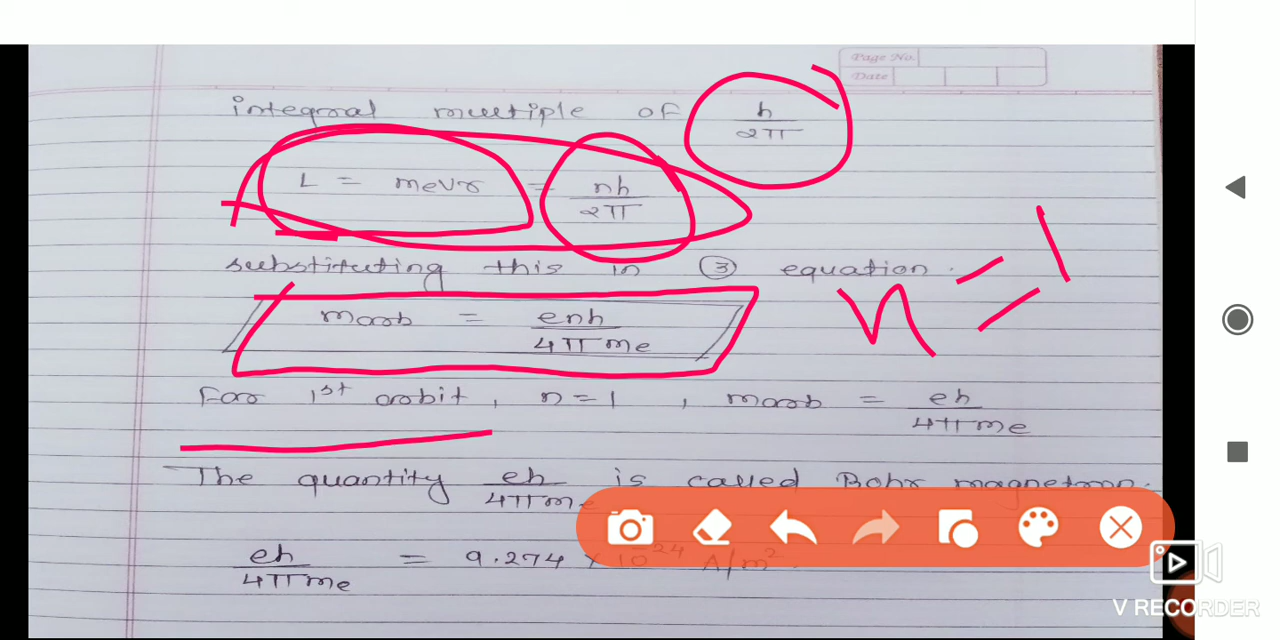 Page No.
Date
integral multiple of h/2π
L = mevr = nh/2π
substituting this in ③ equation.
morb = enh/4πme
n=1
For 1st orbit, n=1, morb = eh/4πme
The quantity eh/4πme is called Bohr magneton.
eh/4πme = 9.274 × 10-24 A/m2.
V RECORDER